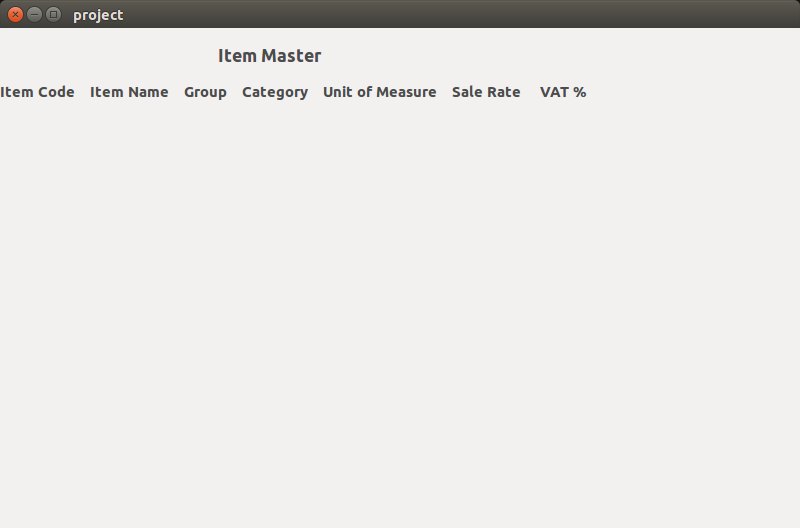 project
Item Master
Item Code Item Name Group Category Unit of Measure Sale Rate VAT %